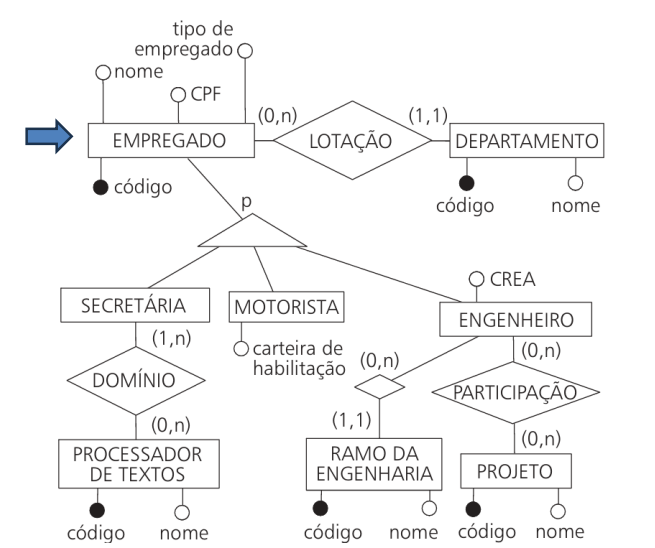 tipo de
empregado
nome
CPF
(0,n)
(1,1)
EMPREGADO
LOTAÇÃO
DEPARTAMENTO
código
código
nome
p
CREA
SECRETÁRIA
MOTORISTA
ENGENHEIRO
(1,n)
carteira de
habilitação
(0,n)
(0,n)
DOMÍNIO
PARTICIPAÇÃO
(0,n)
(1,1)
(0,n)
PROCESSADOR
DE TEXTOS
RAMO DA
ENGENHARIA
PROJETO
código
nome
código
nome
código
nome